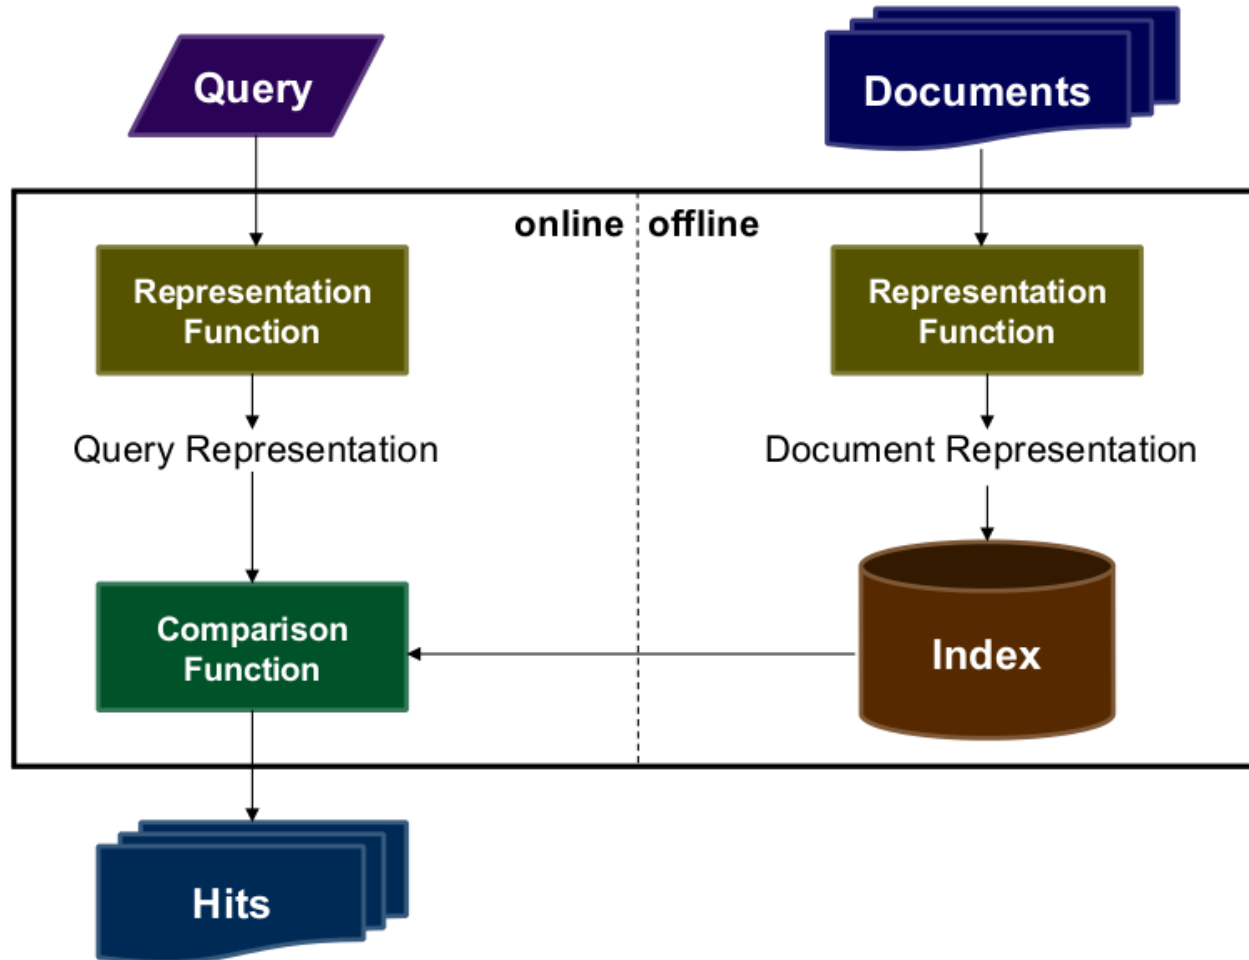 Query
Documents
online
offline
Representation
Function
Representation
Function
Query Representation
Document Representation
Comparison
Function
Index
Hits